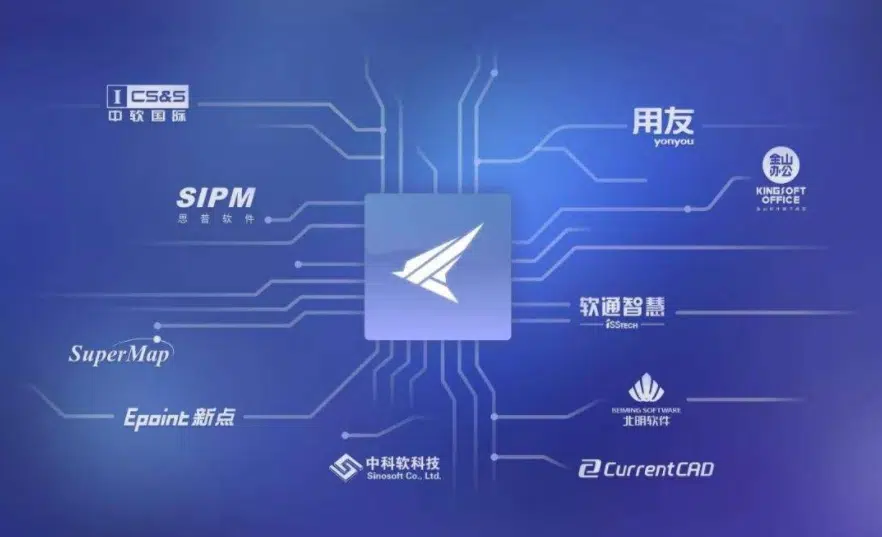 I CS&S
中软国际
用友
yonyou
金山
办公
KINGSOFT
OFFICE
SIPM
思普软件
软通智慧
iSSTECH
SuperMap
Epoint 新点
BEIMING SOFTWARE
北明软件
中科软科技
Sinosoft Co., Ltd.
CurrentCAD